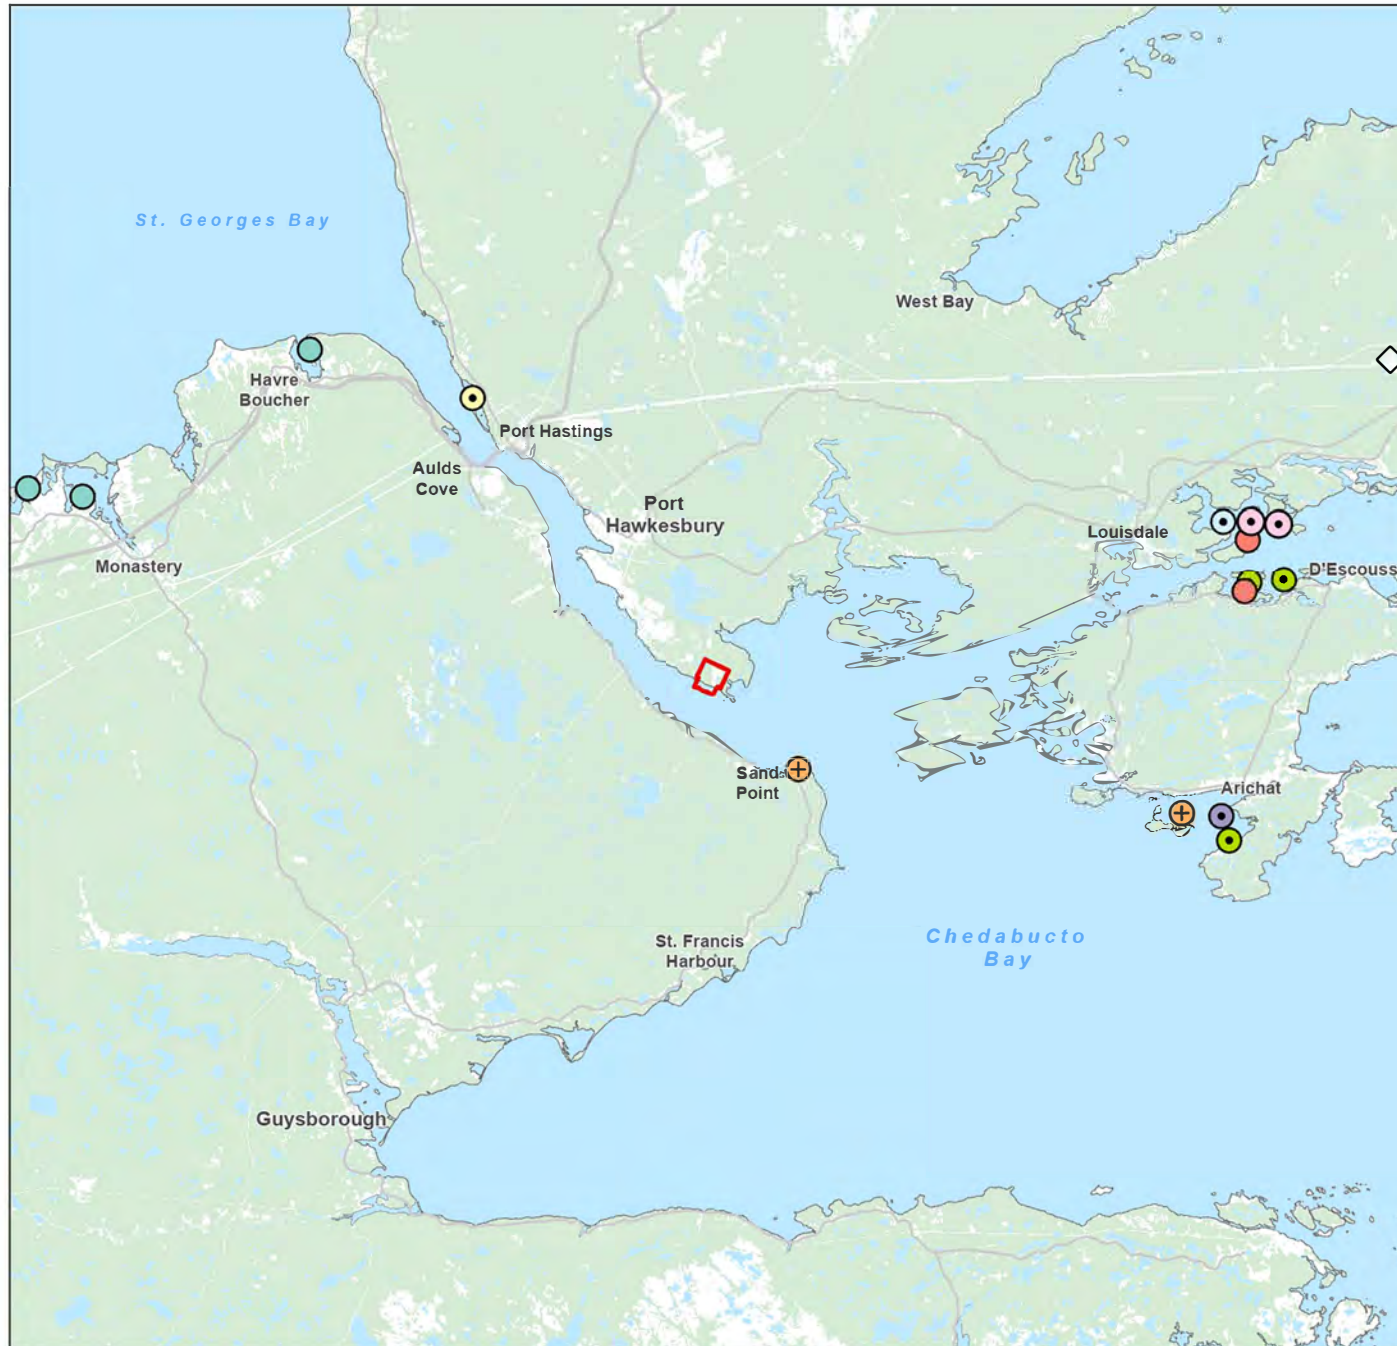 St. Georges Bay
West Bay
Havre
Boucher
Port Hastings
Aulds
Cove
Port
Hawkesbury
Louisdale
Monastery
D'Escouss
Sand
Point
Arichat
St. Francis
Harbour
Chedabucto
Bay
Guysborough